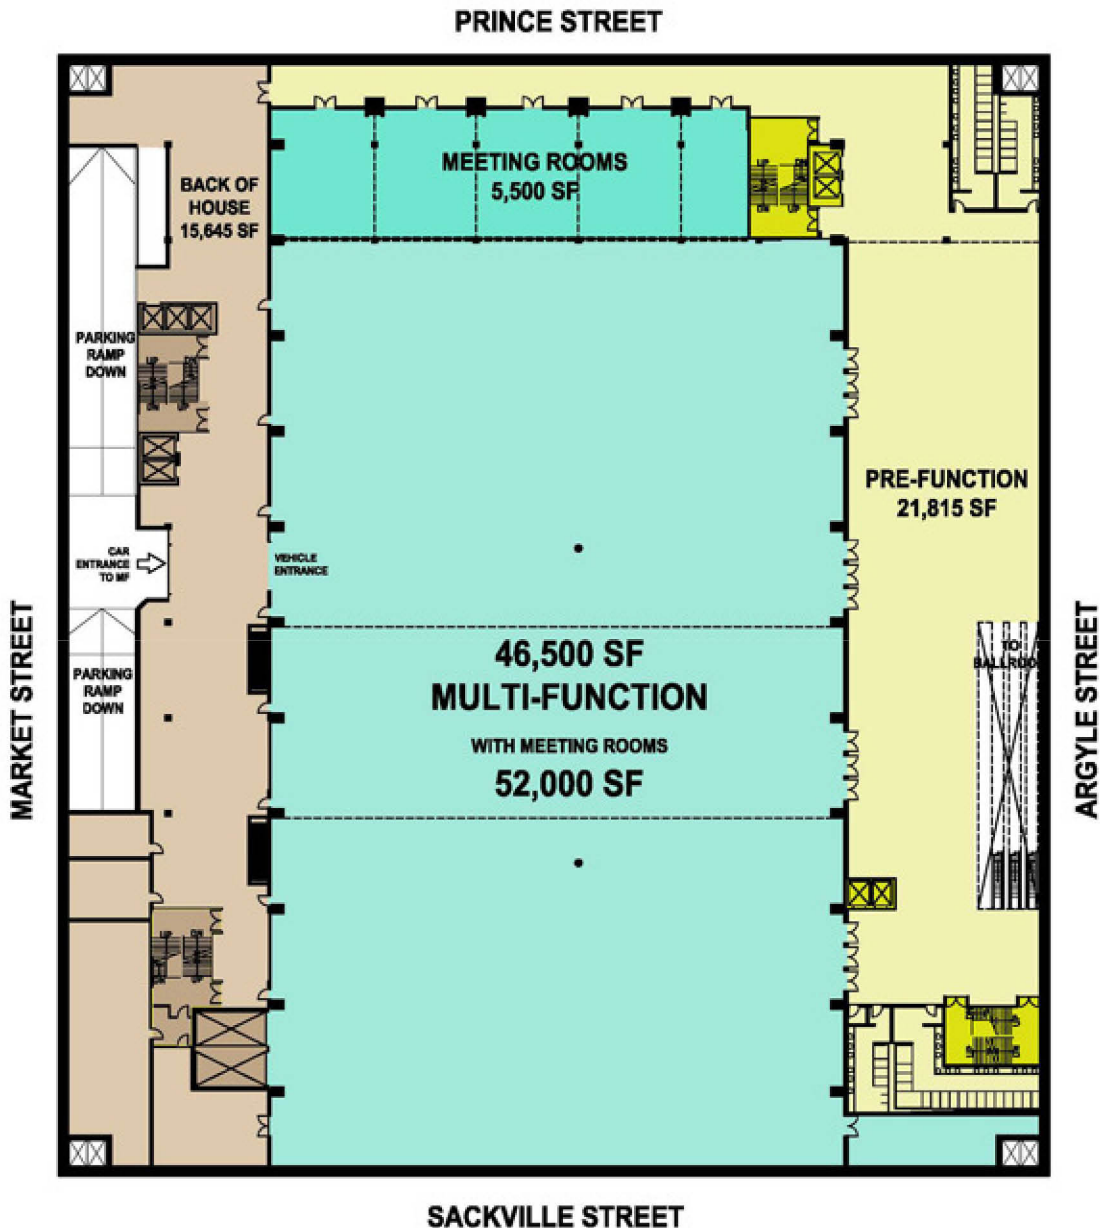 PRINCE STREET
MEETING ROOMS
5,500 SF
BACK OF
HOUSE
15,645 SF
PARKING
RAMP
DOWN
PRE-FUNCTION
21,815 SF
CAR
ENTRANCE
TO MF
VEHICLE
ENTRANCE
MARKET STREET
46,500 SF
MULTI-FUNCTION
WITH MEETING ROOMS
52,000 SF
TO
BALLROO
PARKING
RAMP
DOWN
ARGYLE STREET
SACKVILLE STREET